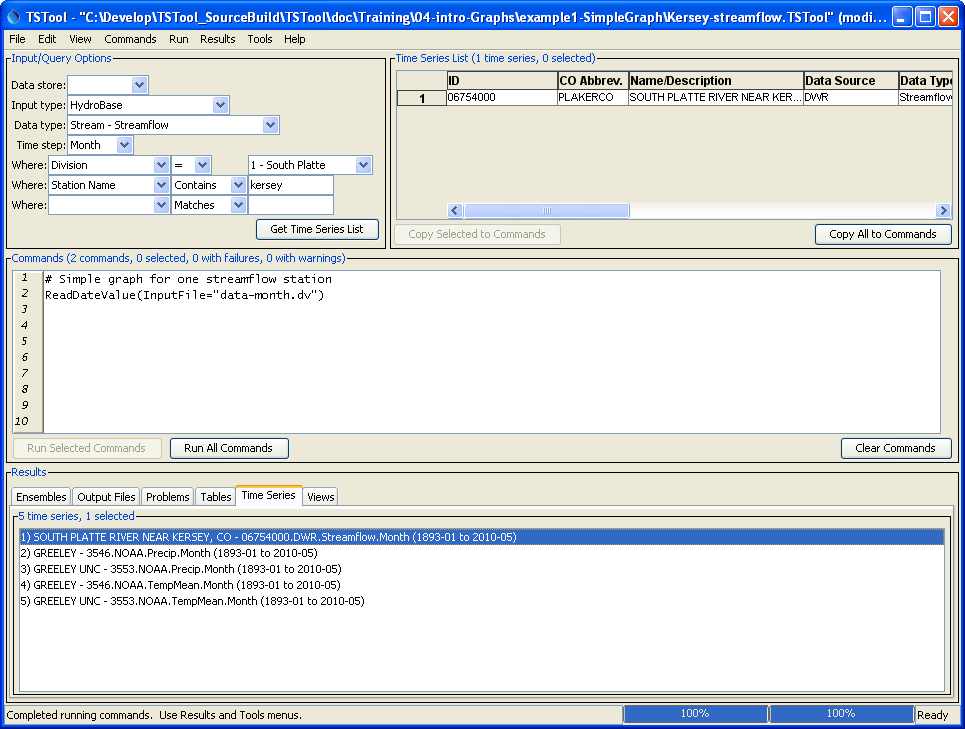 TSTool - "C:\Develop\TSTool_SourceBuild\TSTool\doc\Training\04-intro-Graphs\example1-SimpleGraph\Kersey-streamflow.TSTool" (modi...
File Edit View Commands Run Results Tools Help
Input/Query Options
Data store:
Input type: HydroBase
Data type: Stream - Streamflow
Time step: Month
Where: Division = 1 - South Platte
Where: Station Name Contains kersey
Where: Matches
Get Time Series List
Time Series List (1 time series, 0 selected)
ID CO Abbrev. Name/Description Data Source Data Type
1 06754000 PLAKERCO SOUTH PLATTE RIVER NEAR KER... DWR Streamflow
Copy Selected to Commands Copy All to Commands
Commands (2 commands, 0 selected, 0 with failures, 0 with warnings)
1 # Simple graph for one streamflow station
2 ReadDateValue(InputFile="data-month.dv")
3
4
5
6
7
8
9
10
Run Selected Commands Run All Commands Clear Commands
Results
Ensembles Output Files Problems Tables Time Series Views
5 time series, 1 selected
1) SOUTH PLATTE RIVER NEAR KERSEY, CO - 06754000.DWR.Streamflow.Month (1893-01 to 2010-05)
2) GREELEY - 3546.NOAA.Precip.Month (1893-01 to 2010-05)
3) GREELEY UNC - 3553.NOAA.Precip.Month (1893-01 to 2010-05)
4) GREELEY - 3546.NOAA.TempMean.Month (1893-01 to 2010-05)
5) GREELEY UNC - 3553.NOAA.TempMean.Month (1893-01 to 2010-05)
Completed running commands. Use Results and Tools menus. 100% 100% Ready